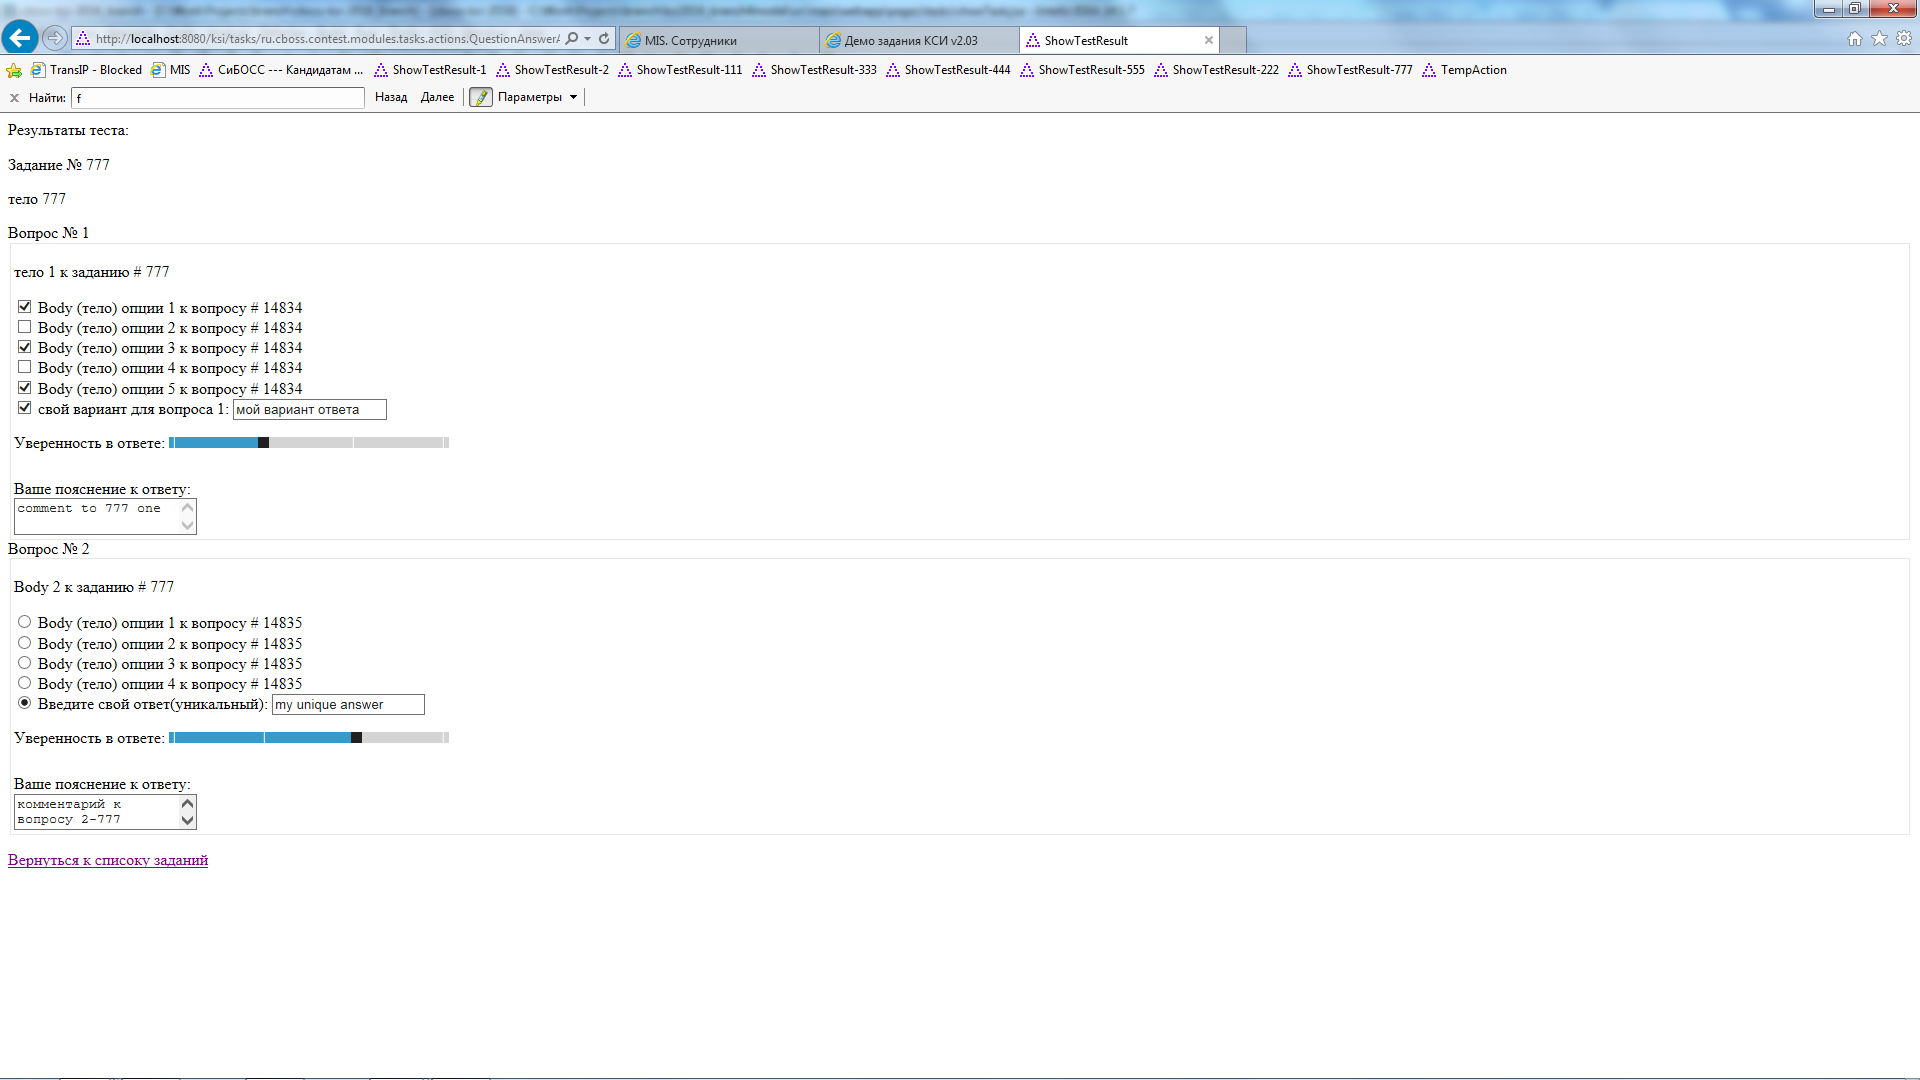 http://localhost:8080/ksi/tasks/ru.cboss.contest.modules.tasks.actions.QuestionAnswerA
MIS. Сотрудники
Демо задания КСИ v2.03
ShowTestResult
TransIP - Blocked
MIS
СиБОСС --- Кандидатам ...
ShowTestResult-1
ShowTestResult-2
ShowTestResult-111
ShowTestResult-333
ShowTestResult-444
ShowTestResult-555
ShowTestResult-222
ShowTestResult-777
TempAction
Найти: f Назад Далее Параметры
Результаты теста:
Задание № 777
тело 777
Вопрос № 1
тело 1 к заданию # 777
Body (тело) опции 1 к вопросу # 14834
Body (тело) опции 2 к вопросу # 14834
Body (тело) опции 3 к вопросу # 14834
Body (тело) опции 4 к вопросу # 14834
Body (тело) опции 5 к вопросу # 14834
свой вариант для вопроса 1: мой вариант ответа
Уверенность в ответе:
Ваше пояснение к ответу:
comment to 777 one
Вопрос № 2
Body 2 к заданию # 777
Body (тело) опции 1 к вопросу # 14835
Body (тело) опции 2 к вопросу # 14835
Body (тело) опции 3 к вопросу # 14835
Body (тело) опции 4 к вопросу # 14835
Введите свой ответ(уникальный): my unique answer
Уверенность в ответе:
Ваше пояснение к ответу:
комментарий к
вопросу 2-777
Вернуться к списоку заданий